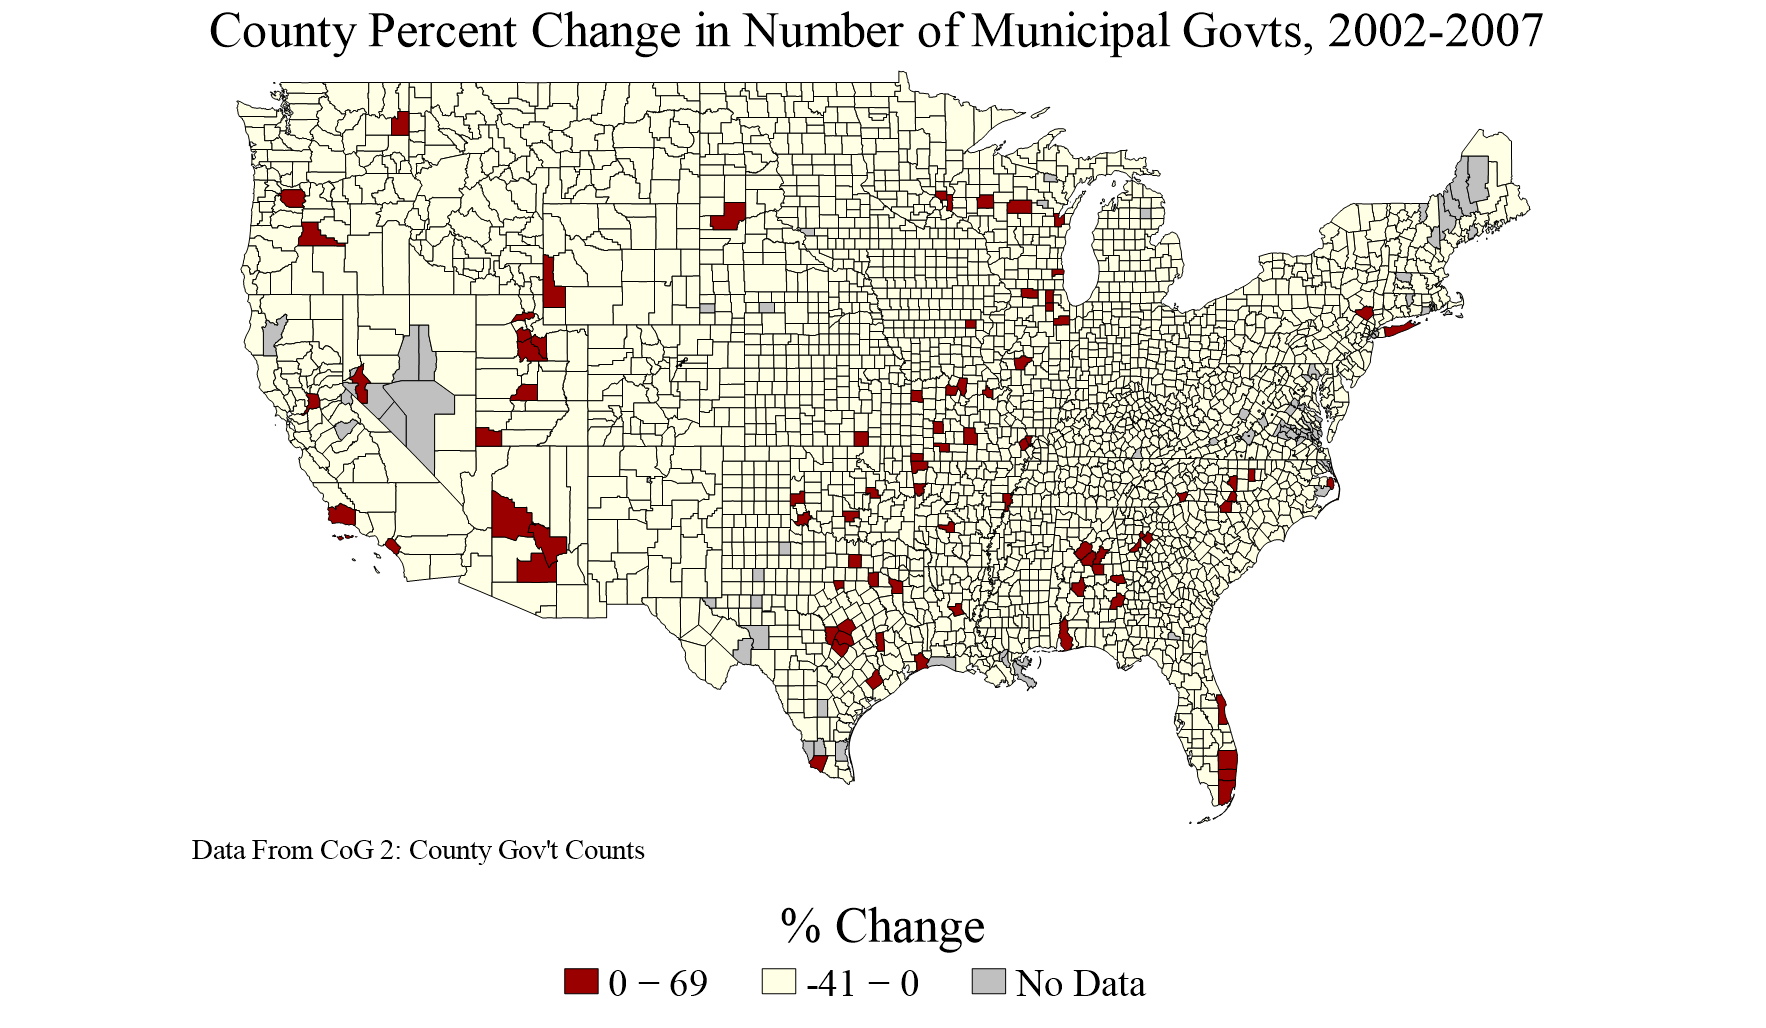 County Percent Change in Number of Municipal Govts, 2002-2007
Data From CoG 2: County Gov't Counts
% Change
0 − 69
-41 − 0
No Data